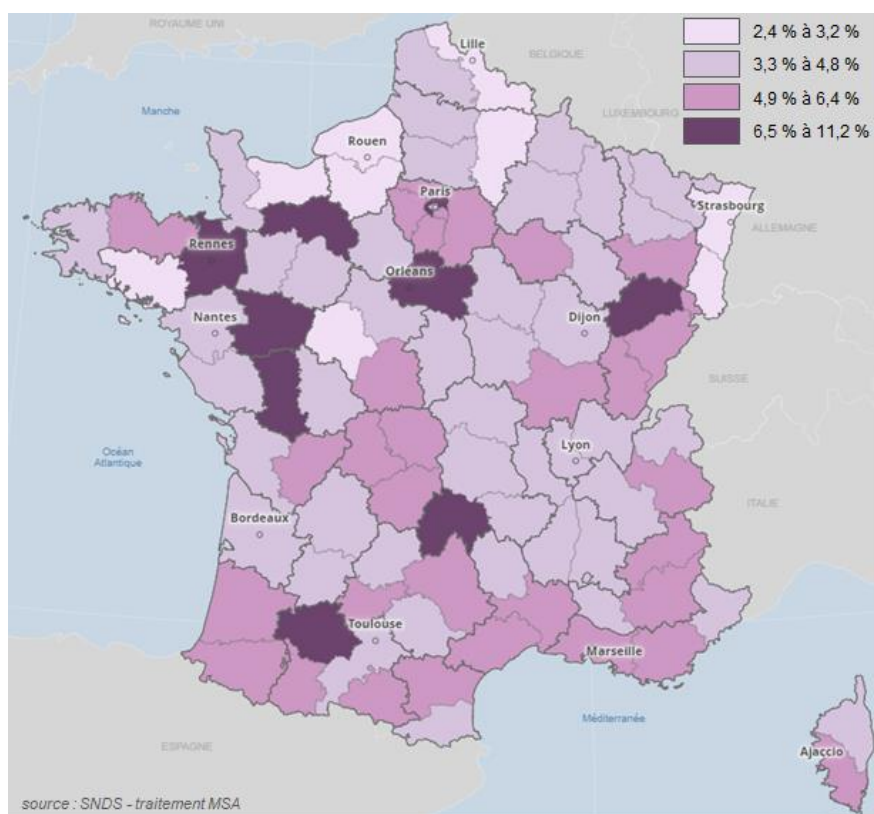 ROYAUME UNI
Lille
BELGIQUE
2,4 % à 3,2 %
3,3 % à 4,8 %
4,9 % à 6,4 %
6,5 % à 11,2 %
Manche
LUXEMBOURG
Rouen
Paris
Strasbourg
ALLEMAGNE
Rennes
Orléans
Nantes
Dijon
SUISSE
Océan
Atlantique
Lyon
ITALIE
Bordeaux
Toulouse
Marseille
Méditerranée
ESPAGNE
Ajaccio
source : SNDS - traitement MSA